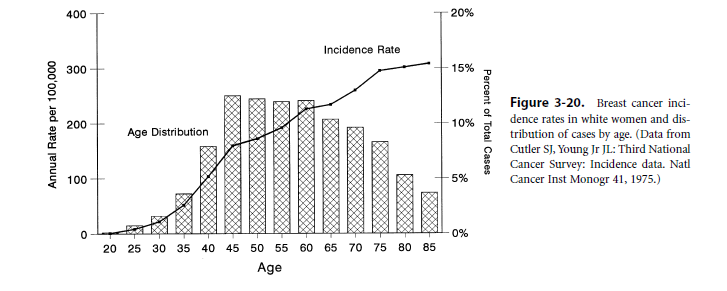 400
300
200
100
0
Annual Rate per 100,000
Incidence Rate
Age Distribution
20%
15%
10%
5%
0%
Percent of Total Cases
20 25 30 35 40 45 50 55 60 65 70 75 80 85
Age
Figure 3-20. Breast cancer inci-
dence rates in white women and dis-
tribution of cases by age. (Data from
Cutler SJ, Young Jr JL: Third National
Cancer Survey: Incidence data. Natl
Cancer Inst Monogr 41, 1975.)